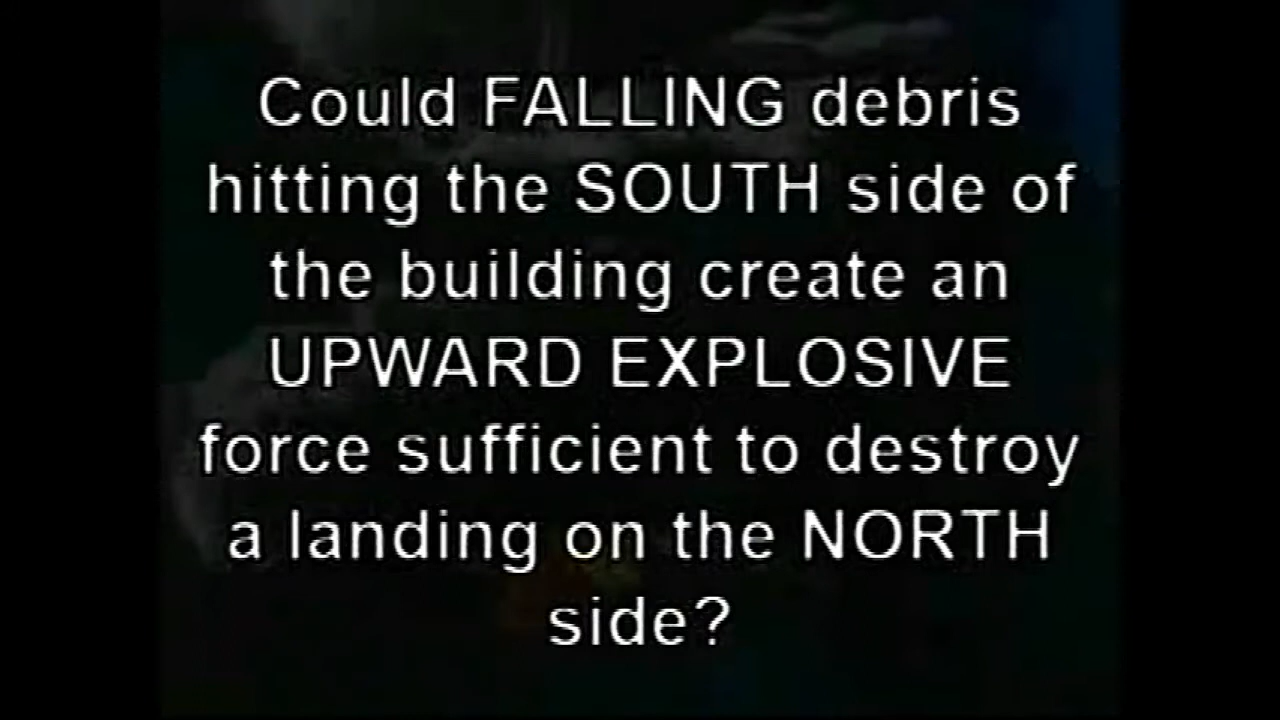 Could FALLING debris
hitting the SOUTH side of
the building create an
UPWARD EXPLOSIVE
force sufficient to destroy
a landing on the NORTH
side?